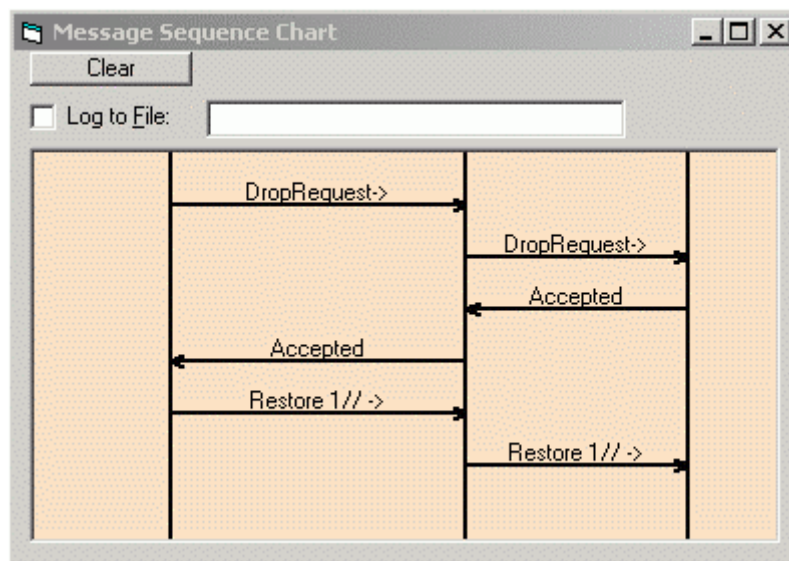 Message Sequence Chart
Clear
Log to File:
DropRequest->
DropRequest->
Accepted
Accepted
Restore 1// ->
Restore 1// ->